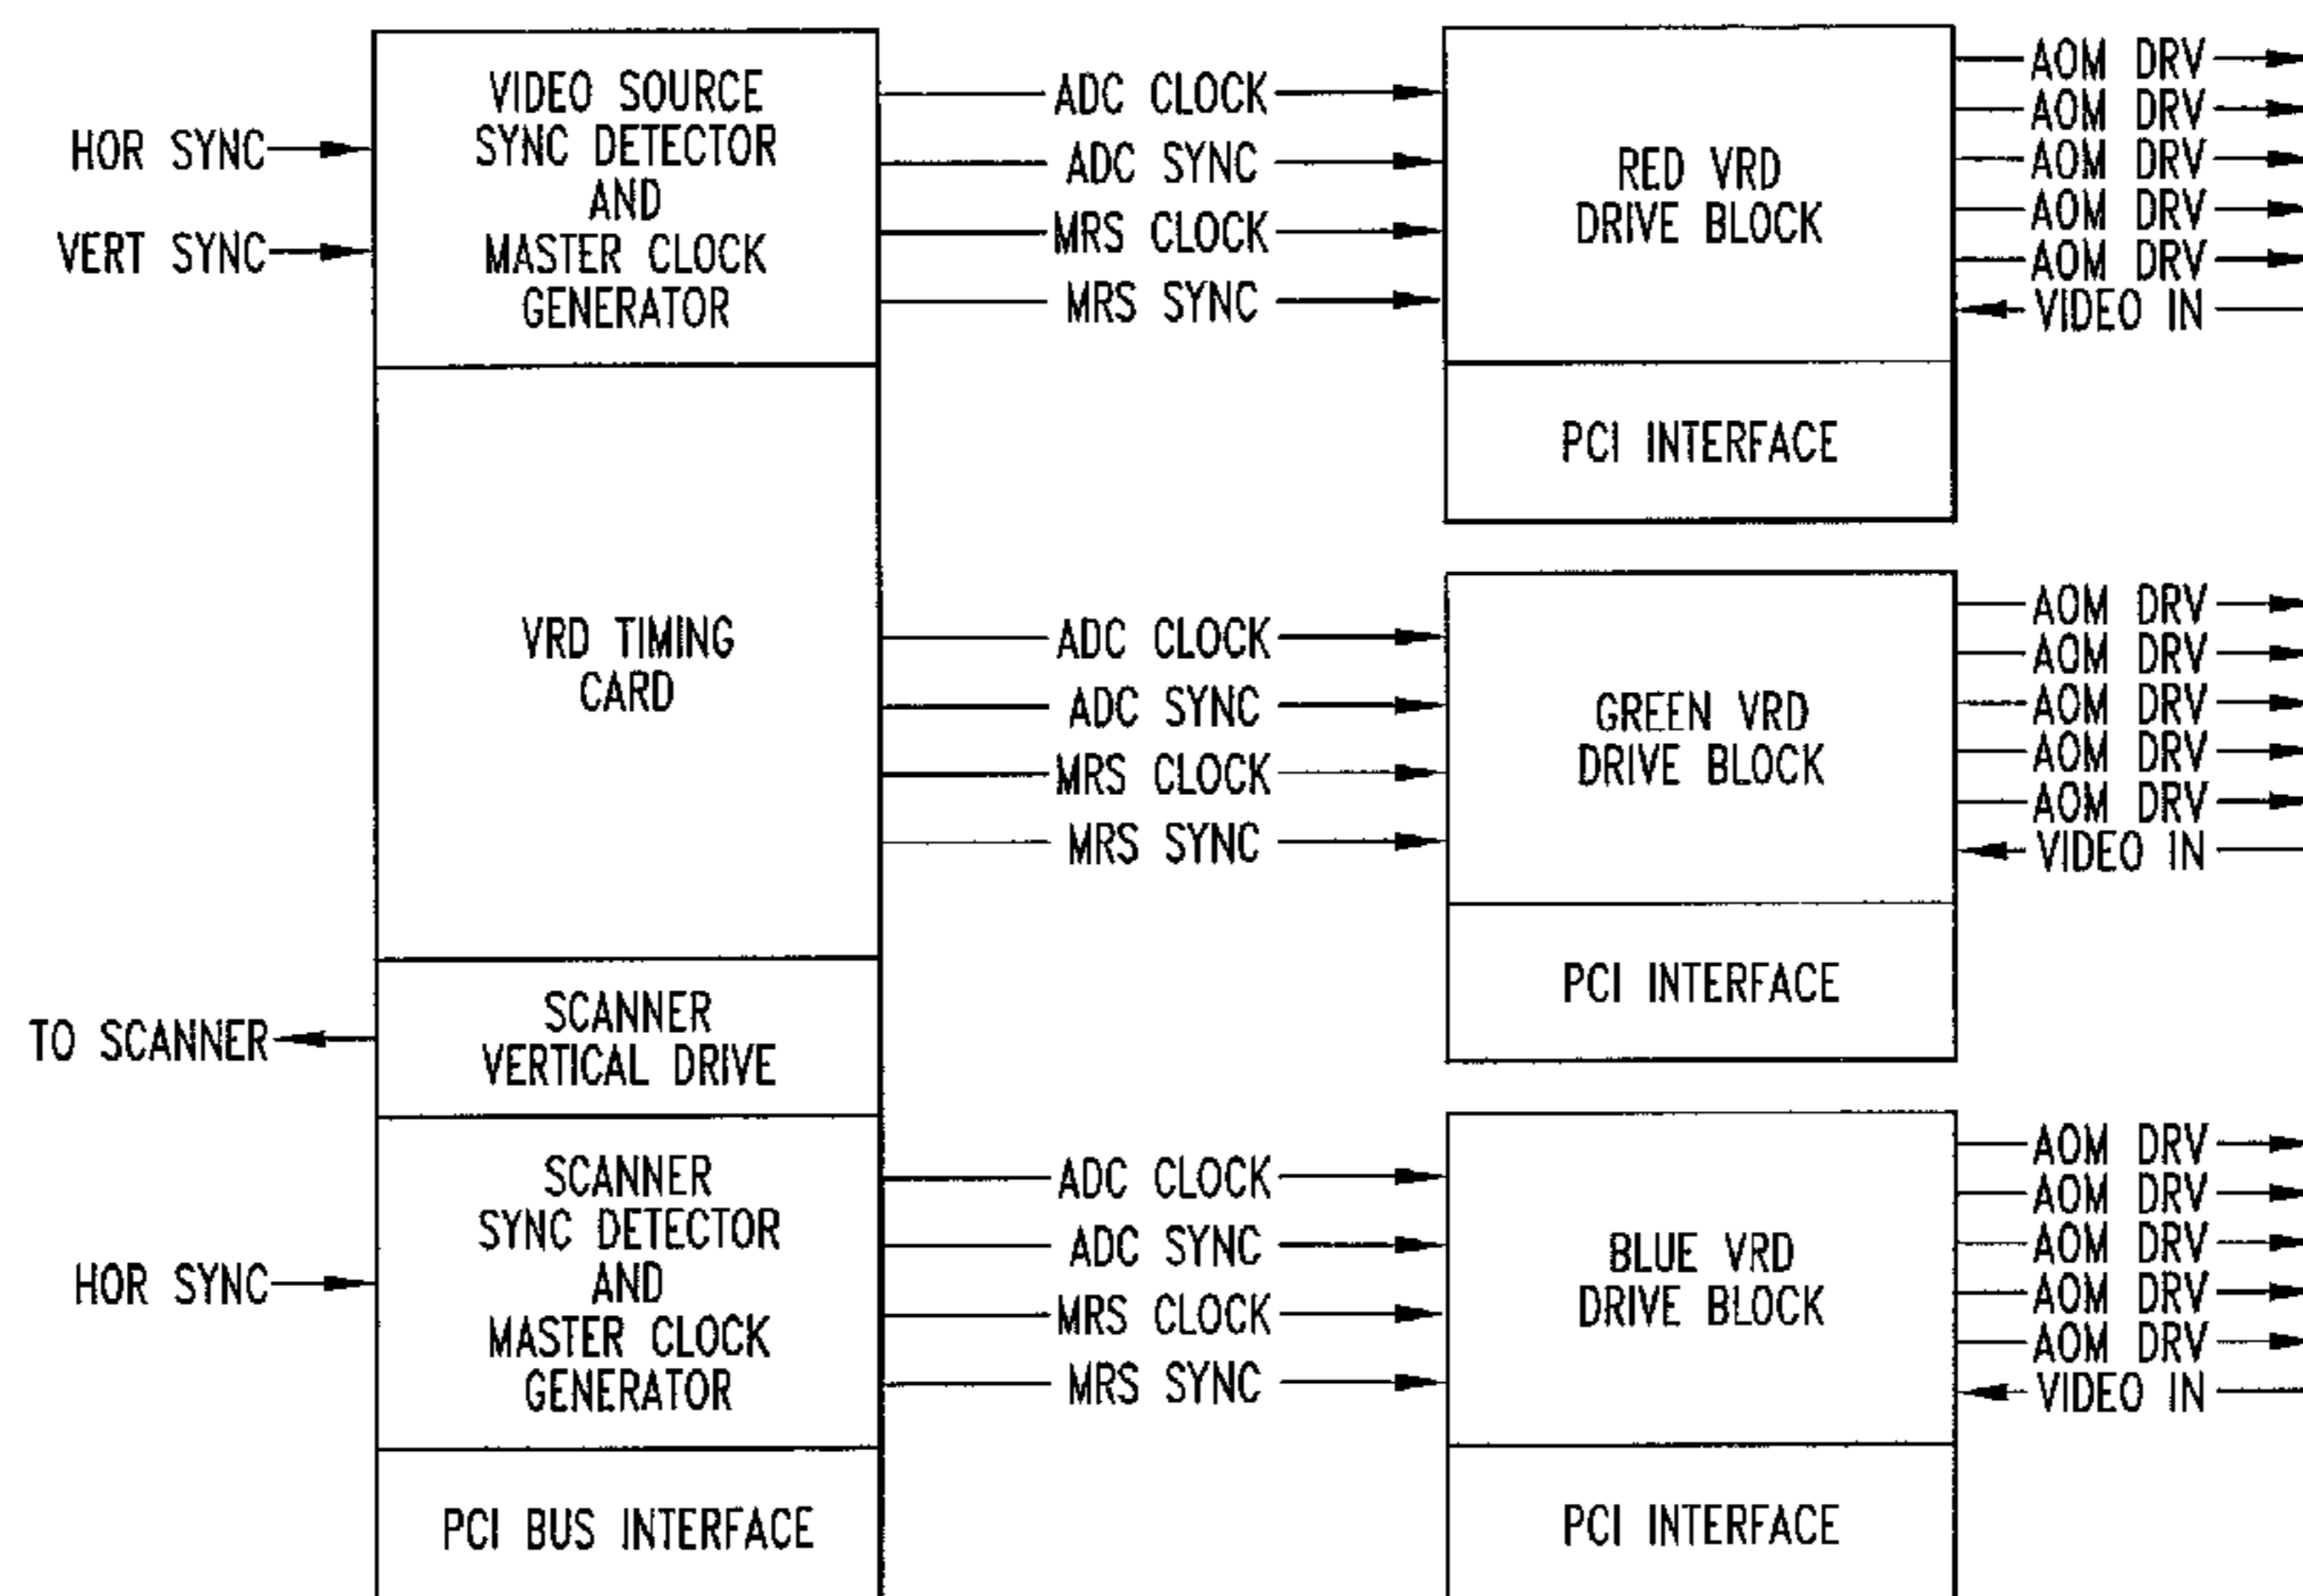 HOR SYNC
VERT SYNC
VIDEO SOURCE
SYNC DETECTOR
AND
MASTER CLOCK
GENERATOR
ADC CLOCK
ADC SYNC
MRS CLOCK
MRS SYNC
RED VRD
DRIVE BLOCK
PCI INTERFACE
AOM DRV
AOM DRV
AOM DRV
AOM DRV
AOM DRV
VIDEO IN
VRD TIMING
CARD
ADC CLOCK
ADC SYNC
MRS CLOCK
MRS SYNC
GREEN VRD
DRIVE BLOCK
PCI INTERFACE
AOM DRV
AOM DRV
AOM DRV
AOM DRV
AOM DRV
VIDEO IN
TO SCANNER
SCANNER
VERTICAL DRIVE
HOR SYNC
SCANNER
SYNC DETECTOR
AND
MASTER CLOCK
GENERATOR
ADC CLOCK
ADC SYNC
MRS CLOCK
MRS SYNC
BLUE VRD
DRIVE BLOCK
AOM DRV
AOM DRV
AOM DRV
AOM DRV
AOM DRV
VIDEO IN
PCI BUS INTERFACE
PCI INTERFACE